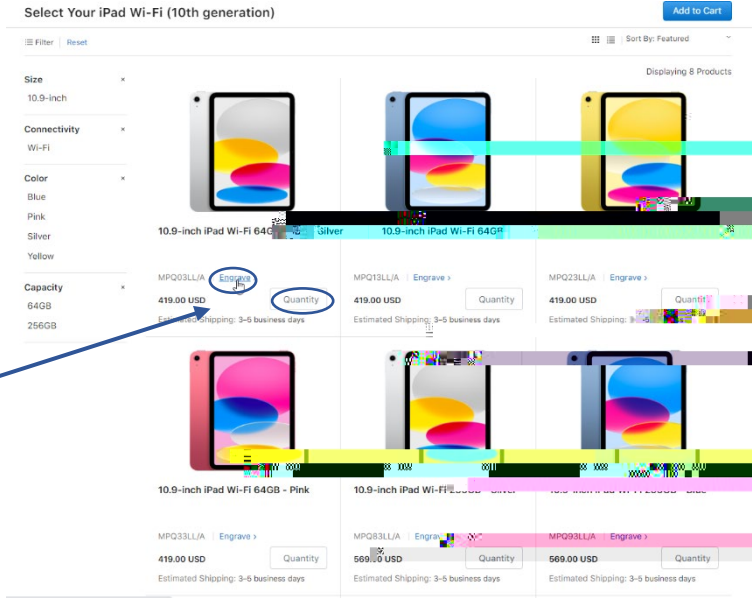 Select Your iPad Wi-Fi (10th generation)
Add to Cart
Filter
Reset
Sort By: Featured
Displaying 8 Products
Size
10.9-inch
Connectivity
Wi-Fi
Color
Blue
Pink
Silver
Yellow
Capacity
64GB
256GB
10.9-inch iPad Wi-Fi Silver
MPQ03LL/A Engrave
419.00 USD Quantity
Estimated Shipping: 3–5 business days
10.9-inch iPad Wi-Fi 64GB
MPQ13LL/A Engrave >
419.00 USD Quantity
Estimated Shipping: 3–5 business days
MPQ23LL/A Engrave >
419.00 USD Quantity
Estimated Shipping:
10.9-inch iPad Wi-Fi 64GB - Pink
MPQ33LL/A Engrave >
419.00 USD Quantity
Estimated Shipping: 3–5 business days
10.9-inch iPad Wi-Fi
MPQ83LL/A
USD Quantity
Estimated Shipping: 3–5 business days
MPQ93LL/A Engrave >
569.00 USD Quantity
Estimated Shipping: 3–5 business days